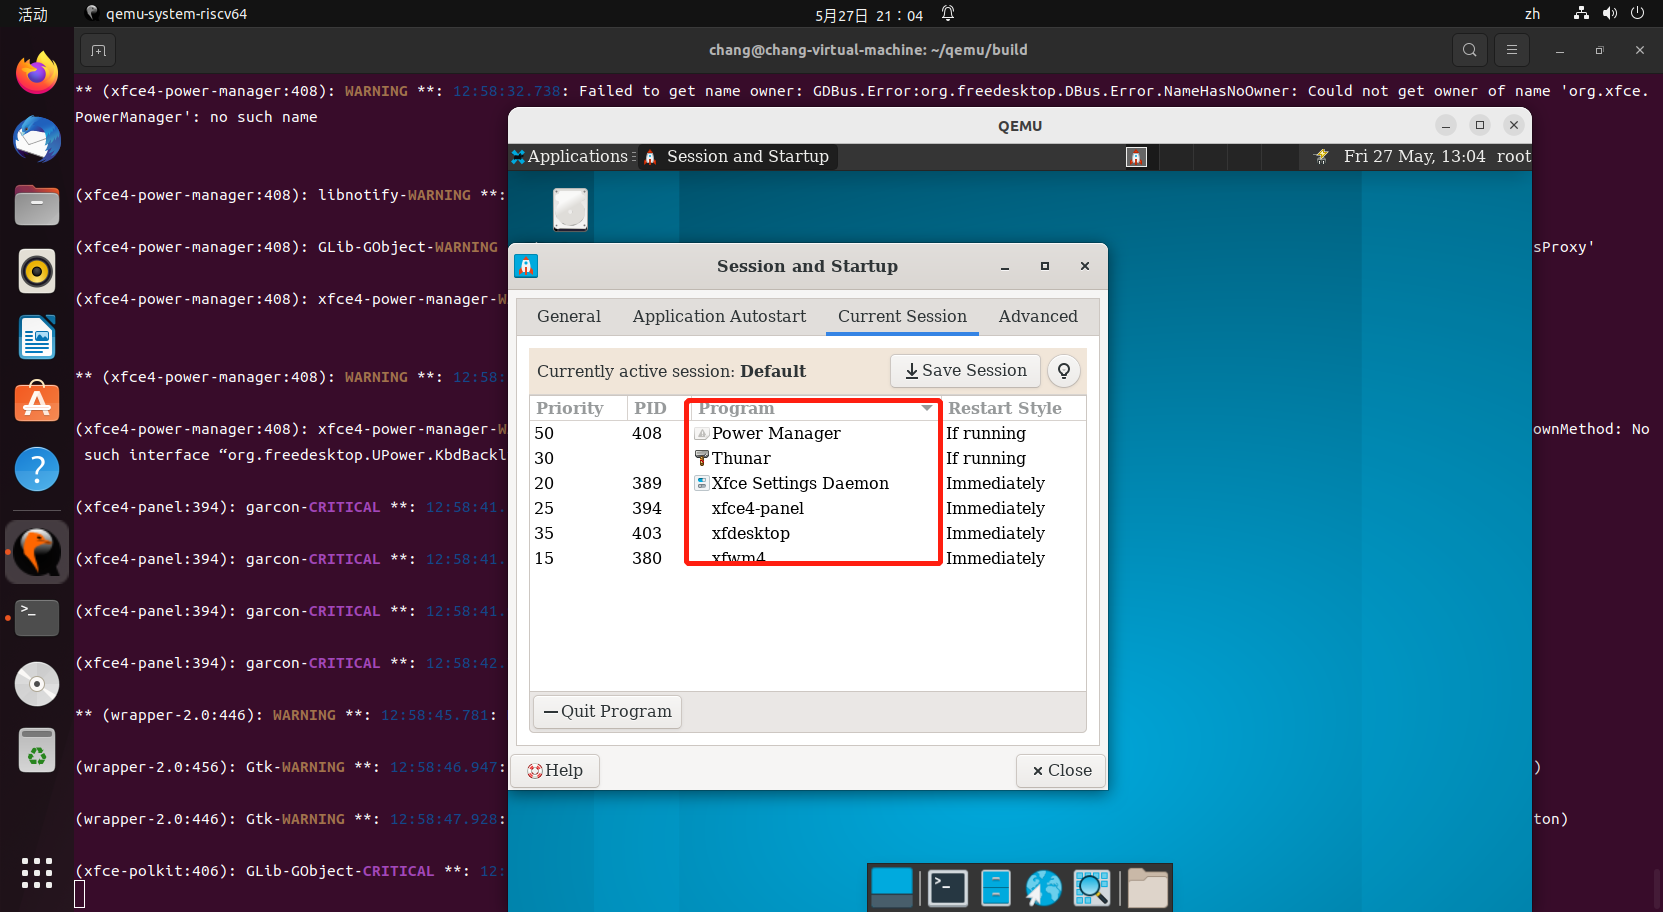 活动 qemu-system-riscv64 5月27日 21：04 zh
chang@chang-virtual-machine: ~/qemu/build
** (xfce4-power-manager:408): WARNING **: 12:58:32.738: Failed to get name owner: GDBus.Error:org.freedesktop.DBus.Error.NameHasNoOwner: Could not get owner of name 'org.xfce.
PowerManager': no such name
(xfce4-power-manager:408): libnotify-WARNING **:
(xfce4-power-manager:408): GLib-GObject-WARNING
sProxy'
(xfce4-power-manager:408): xfce4-power-manager-W
** (xfce4-power-manager:408): WARNING **: 12:58:
(xfce4-power-manager:408): xfce4-power-manager-W
ownMethod: No
such interface “org.freedesktop.UPower.KbdBackl
(xfce4-panel:394): garcon-CRITICAL **: 12:58:41.
(xfce4-panel:394): garcon-CRITICAL **: 12:58:41.
(xfce4-panel:394): garcon-CRITICAL **: 12:58:41.
(xfce4-panel:394): garcon-CRITICAL **: 12:58:42.
** (wrapper-2.0:446): WARNING **: 12:58:45.781:
(wrapper-2.0:456): Gtk-WARNING **: 12:58:46.947:
)
(wrapper-2.0:446): Gtk-WARNING **: 12:58:47.928:
ton)
(xfce-polkit:406): GLib-GObject-CRITICAL **: 12:
QEMU
Applications Session and Startup Fri 27 May, 13:04 root
Session and Startup
General Application Autostart Current Session Advanced
Currently active session: Default Save Session
Priority PID Program Restart Style
50 408 Power Manager If running
30 Thunar If running
20 389 Xfce Settings Daemon Immediately
25 394 xfce4-panel Immediately
35 403 xfdesktop Immediately
15 380 xfwm4 Immediately
Quit Program
Help Close